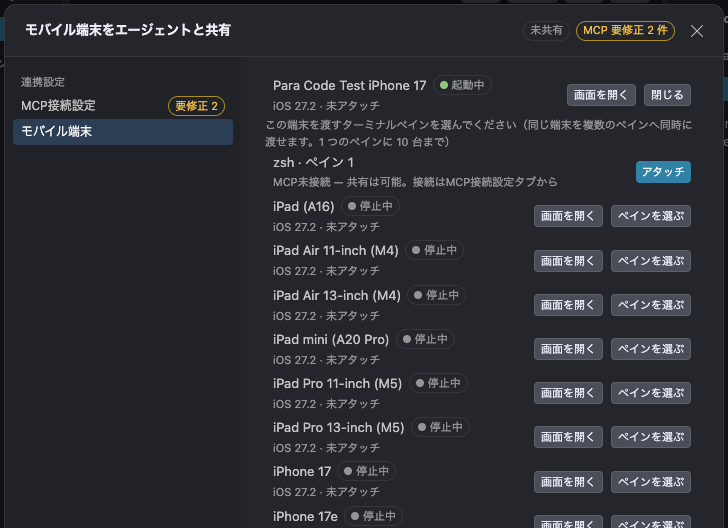 モバイル端末をエージェントと共有
未共有
MCP 要修正 2 件
連携設定
MCP接続設定
要修正 2
モバイル端末
Para Code Test iPhone 17
起動中
iOS 27.2 · 未アタッチ
画面を開く
閉じる
この端末を渡すターミナルペインを選んでください（同じ端末を複数のペインへ同時に
渡せます。1 つのペインに 10 台まで）
zsh · ペイン 1
MCP未接続 — 共有は可能。接続はMCP接続設定タブから
アタッチ
iPad (A16)
停止中
iOS 27.2 · 未アタッチ
画面を開く
ペインを選ぶ
iPad Air 11-inch (M4)
停止中
iOS 27.2 · 未アタッチ
画面を開く
ペインを選ぶ
iPad Air 13-inch (M4)
停止中
iOS 27.2 · 未アタッチ
画面を開く
ペインを選ぶ
iPad mini (A20 Pro)
停止中
iOS 27.2 · 未アタッチ
画面を開く
ペインを選ぶ
iPad Pro 11-inch (M5)
停止中
iOS 27.2 · 未アタッチ
画面を開く
ペインを選ぶ
iPad Pro 13-inch (M5)
停止中
iOS 27.2 · 未アタッチ
画面を開く
ペインを選ぶ
iPhone 17
停止中
iOS 27.2 · 未アタッチ
画面を開く
ペインを選ぶ
iPhone 17e
停止中
画面を開く
ペインを選ぶ